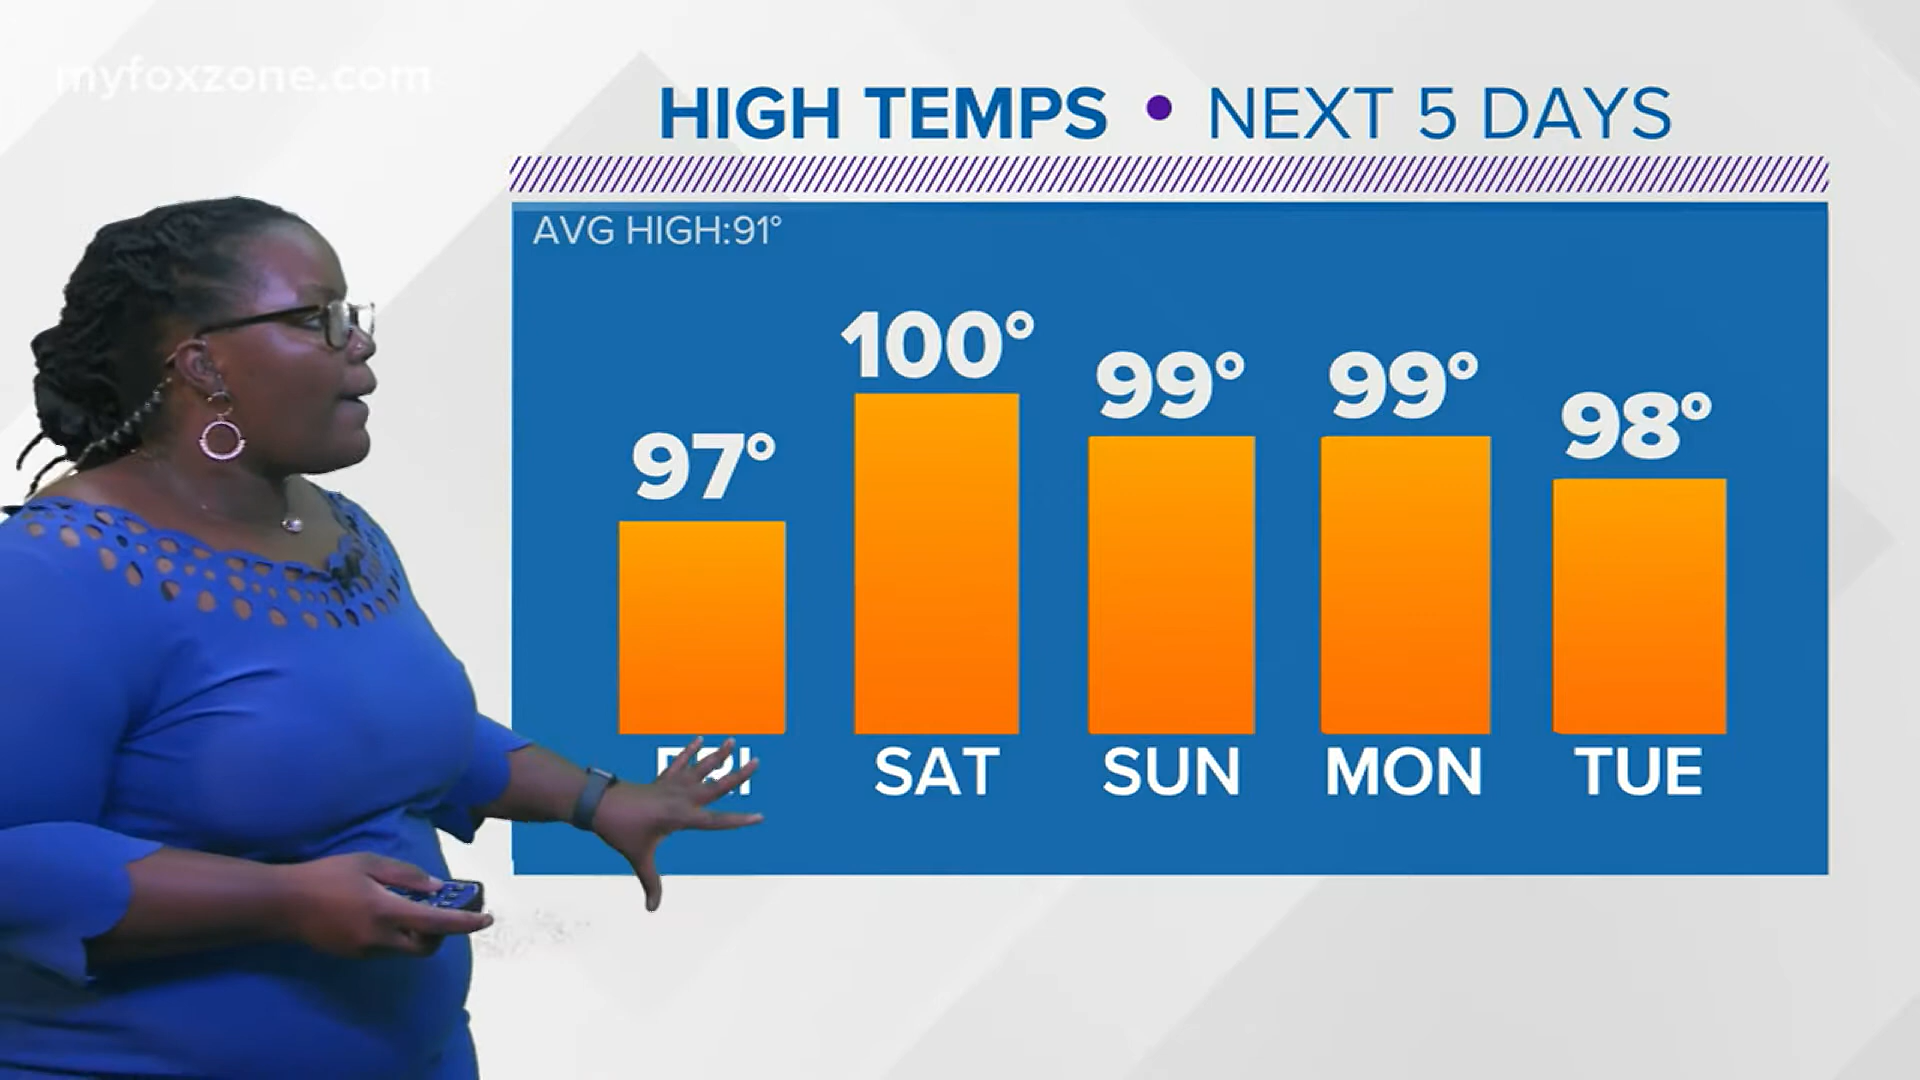 myfoxzone.com
HIGH TEMPS • NEXT 5 DAYS
AVG HIGH:91°
97° 100° 99° 99° 98°
FRI SAT SUN MON TUE